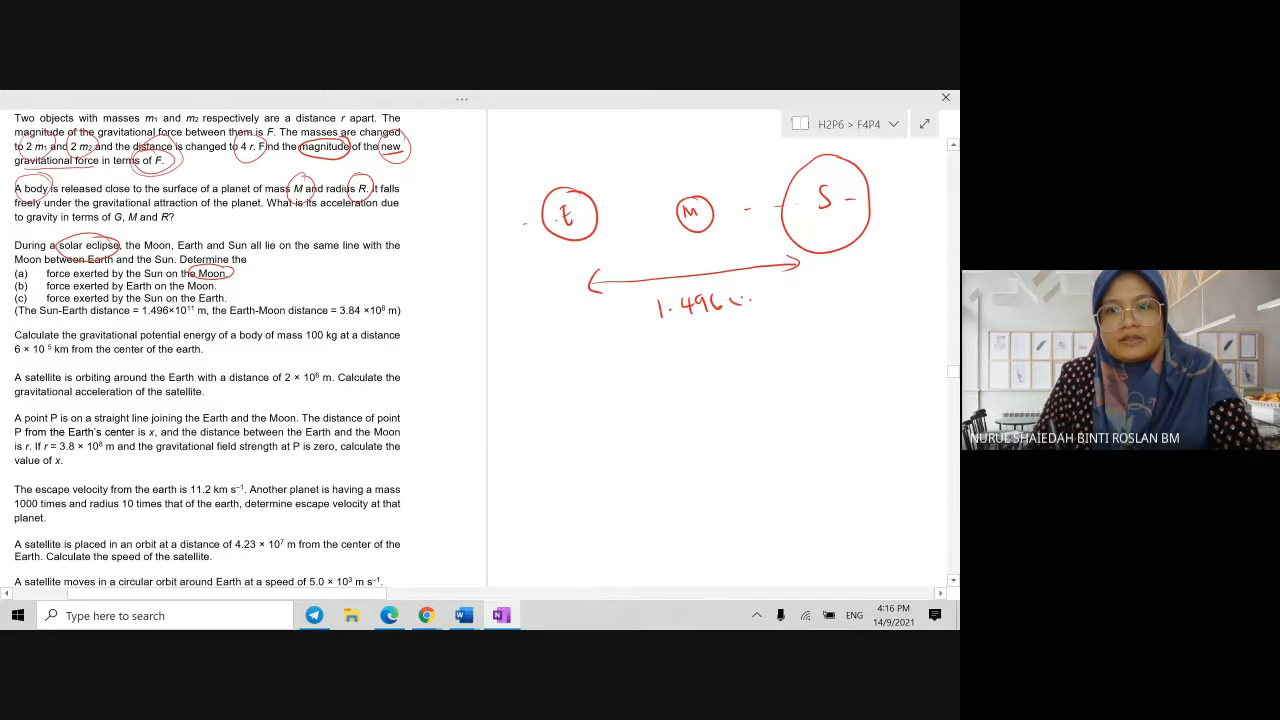 Two objects with masses m₁ and m₂ respectively are a distance r apart. The
magnitude of the gravitational force between them is F. The masses are changed
to 2 m₁ and 2 m₂ and the distance is changed to 4 r. Find the magnitude of the new
gravitational force in terms of F.
A body is released close to the surface of a planet of mass M and radius R. It falls
freely under the gravitational attraction of the planet. What is its acceleration due
to gravity in terms of G, M and R?
During a solar eclipse, the Moon, Earth and Sun all lie on the same line with the
Moon between Earth and the Sun. Determine the
(a) force exerted by the Sun on the Moon.
(b) force exerted by Earth on the Moon.
(c) force exerted by the Sun on the Earth.
(The Sun-Earth distance = 1.496×10¹¹ m, the Earth-Moon distance = 3.84 ×10⁸ m)
Calculate the gravitational potential energy of a body of mass 100 kg at a distance
6 × 10 ⁵ km from the center of the earth.
A satellite is orbiting around the Earth with a distance of 2 × 10⁶ m. Calculate the
gravitational acceleration of the satellite.
A point P is on a straight line joining the Earth and the Moon. The distance of point
P from the Earth's center is x, and the distance between the Earth and the Moon
is r. If r = 3.8 × 10⁸ m and the gravitational field strength at P is zero, calculate the
value of x.
The escape velocity from the earth is 11.2 km s⁻¹. Another planet is having a mass
1000 times and radius 10 times that of the earth, determine escape velocity at that
planet.
A satellite is placed in an orbit at a distance of 4.23 × 10⁷ m from the center of the
Earth. Calculate the speed of the satellite.
A satellite moves in a circular orbit around Earth at a speed of 5.0 × 10³ m s⁻¹.
H2P6 > F4P4
E M S
1.496
NURUL SHAIEDAH BINTI ROSLAN BM
Type here to search
ENG
4:16 PM
14/9/2021